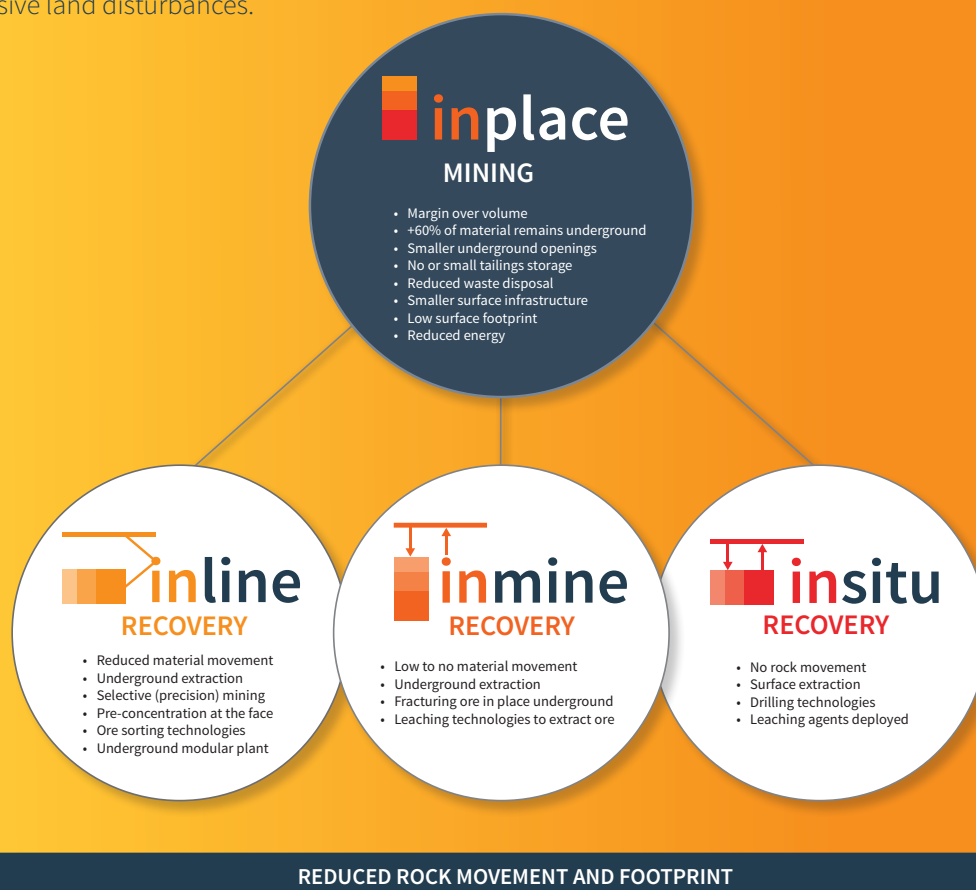 sive land disturbances.
inplace
MINING
• Margin over volume
• +60% of material remains underground
• Smaller underground openings
• No or small tailings storage
• Reduced waste disposal
• Smaller surface infrastructure
• Low surface footprint
• Reduced energy
inline
RECOVERY
• Reduced material movement
• Underground extraction
• Selective (precision) mining
• Pre-concentration at the face
• Ore sorting technologies
• Underground modular plant
inmine
RECOVERY
• Low to no material movement
• Underground extraction
• Fracturing ore in place underground
• Leaching technologies to extract ore
insitu
RECOVERY
• No rock movement
• Surface extraction
• Drilling technologies
• Leaching agents deployed
REDUCED ROCK MOVEMENT AND FOOTPRINT